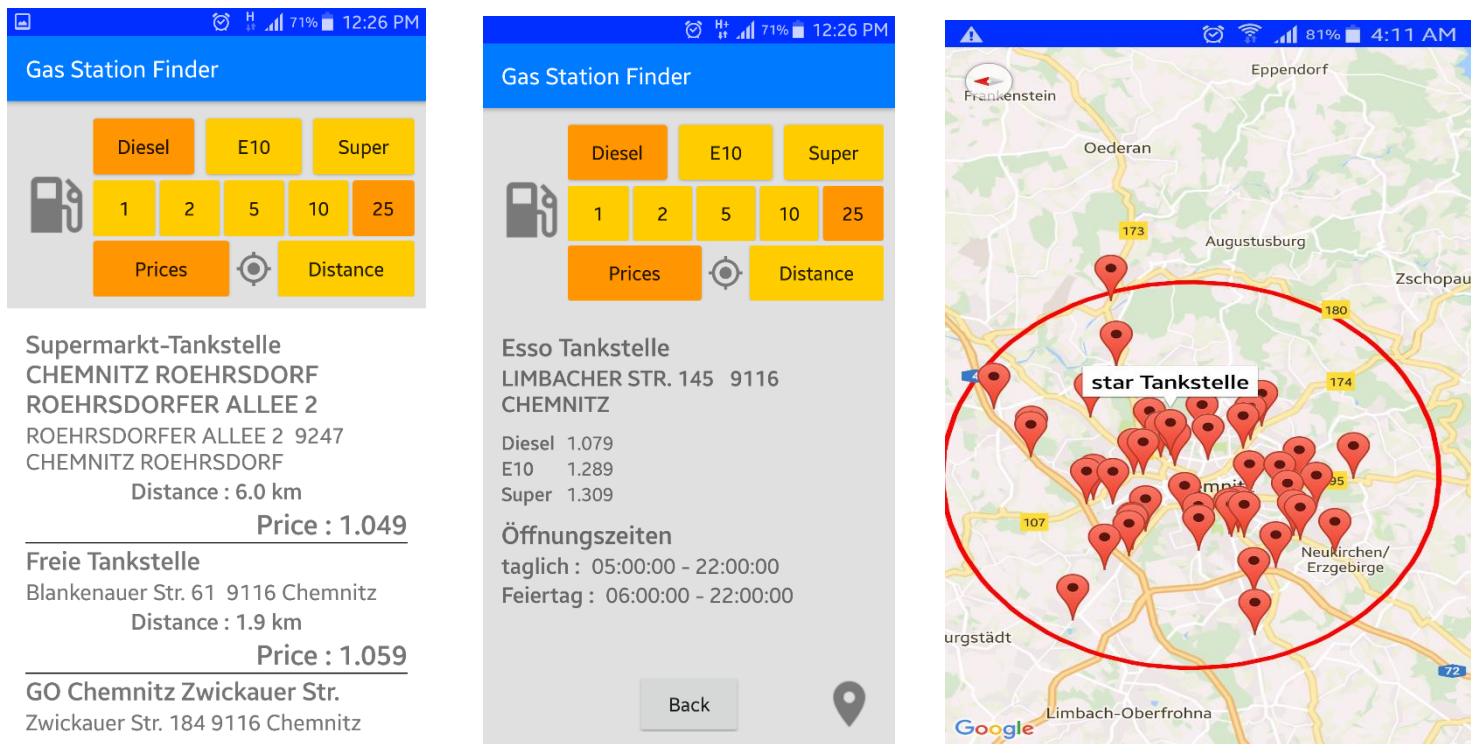 H 71% 12:26 PM
Gas Station Finder
Diesel E10 Super
1 2 5 10 25
Prices Distance
Supermarkt-Tankstelle
CHEMNITZ ROEHRSDORF
ROEHRSDORFER ALLEE 2
ROEHRSDORFER ALLEE 2 9247
CHEMNITZ ROEHRSDORF
Distance : 6.0 km
Price : 1.049
Freie Tankstelle
Blankenauer Str. 61 9116 Chemnitz
Distance : 1.9 km
Price : 1.059
GO Chemnitz Zwickauer Str.
Zwickauer Str. 184 9116 Chemnitz
H+ 71% 12:26 PM
Gas Station Finder
Diesel E10 Super
1 2 5 10 25
Prices Distance
Esso Tankstelle
LIMBACHER STR. 145 9116
CHEMNITZ
Diesel 1.079
E10 1.289
Super 1.309
Öffnungszeiten
taglich : 05:00:00 - 22:00:00
Feiertag : 06:00:00 - 22:00:00
Back
81% 4:11 AM
Eppendorf
Frankenstein
Oederan
173
Augustusburg
Zschopau
180
4
star Tankstelle
174
emnit
95
107
Neukirchen/
Erzgebirge
urgstädt
72
Limbach-Oberfrohna
Google